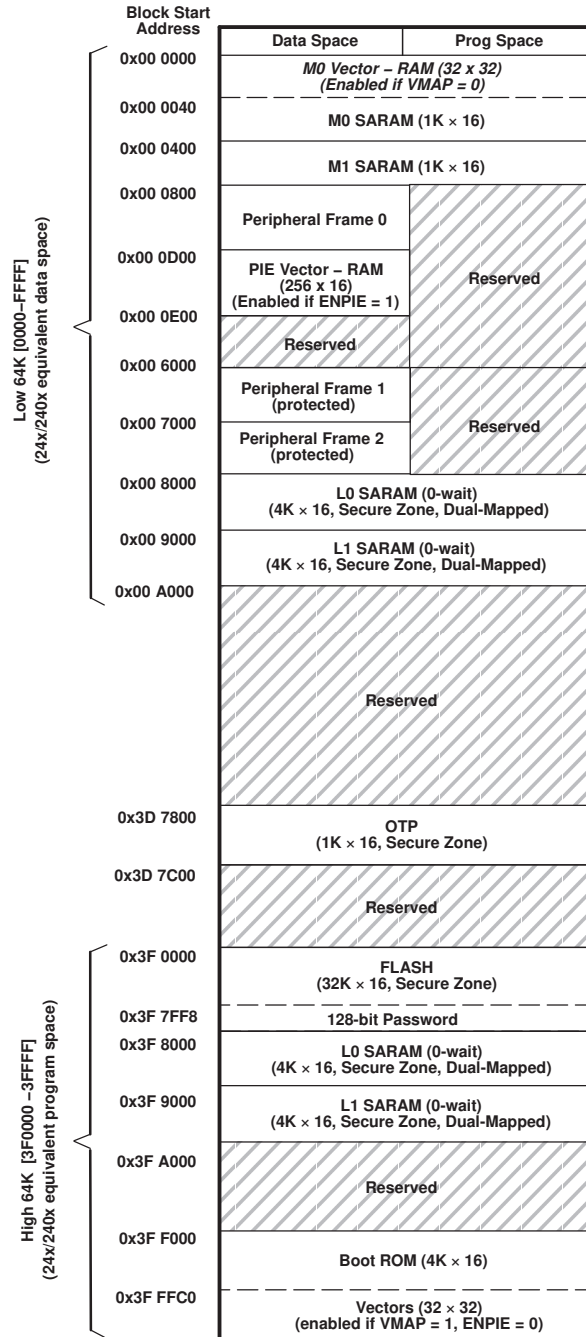 Block Start
Address
Data Space
Prog Space
0x00 0000
M0 Vector – RAM (32 x 32)
(Enabled if VMAP = 0)
0x00 0040
M0 SARAM (1K × 16)
0x00 0400
M1 SARAM (1K × 16)
0x00 0800
Peripheral Frame 0
Reserved
0x00 0D00
PIE Vector – RAM
(256 x 16)
(Enabled if ENPIE = 1)
0x00 0E00
Reserved
Low 64K [0000–FFFF]
(24x/240x equivalent data space)
0x00 6000
Peripheral Frame 1
(protected)
Reserved
0x00 7000
Peripheral Frame 2
(protected)
0x00 8000
L0 SARAM (0-wait)
(4K × 16, Secure Zone, Dual-Mapped)
0x00 9000
L1 SARAM (0-wait)
(4K × 16, Secure Zone, Dual-Mapped)
0x00 A000
Reserved
0x3D 7800
OTP
(1K × 16, Secure Zone)
0x3D 7C00
Reserved
0x3F 0000
FLASH
(32K × 16, Secure Zone)
0x3F 7FF8
128-bit Password
0x3F 8000
L0 SARAM (0-wait)
(4K × 16, Secure Zone, Dual-Mapped)
0x3F 9000
L1 SARAM (0-wait)
(4K × 16, Secure Zone, Dual-Mapped)
High 64K [3F0000 –3FFFF]
(24x/240x equivalent program space)
0x3F A000
Reserved
0x3F F000
Boot ROM (4K × 16)
0x3F FFC0
Vectors (32 × 32)
(enabled if VMAP = 1, ENPIE = 0)